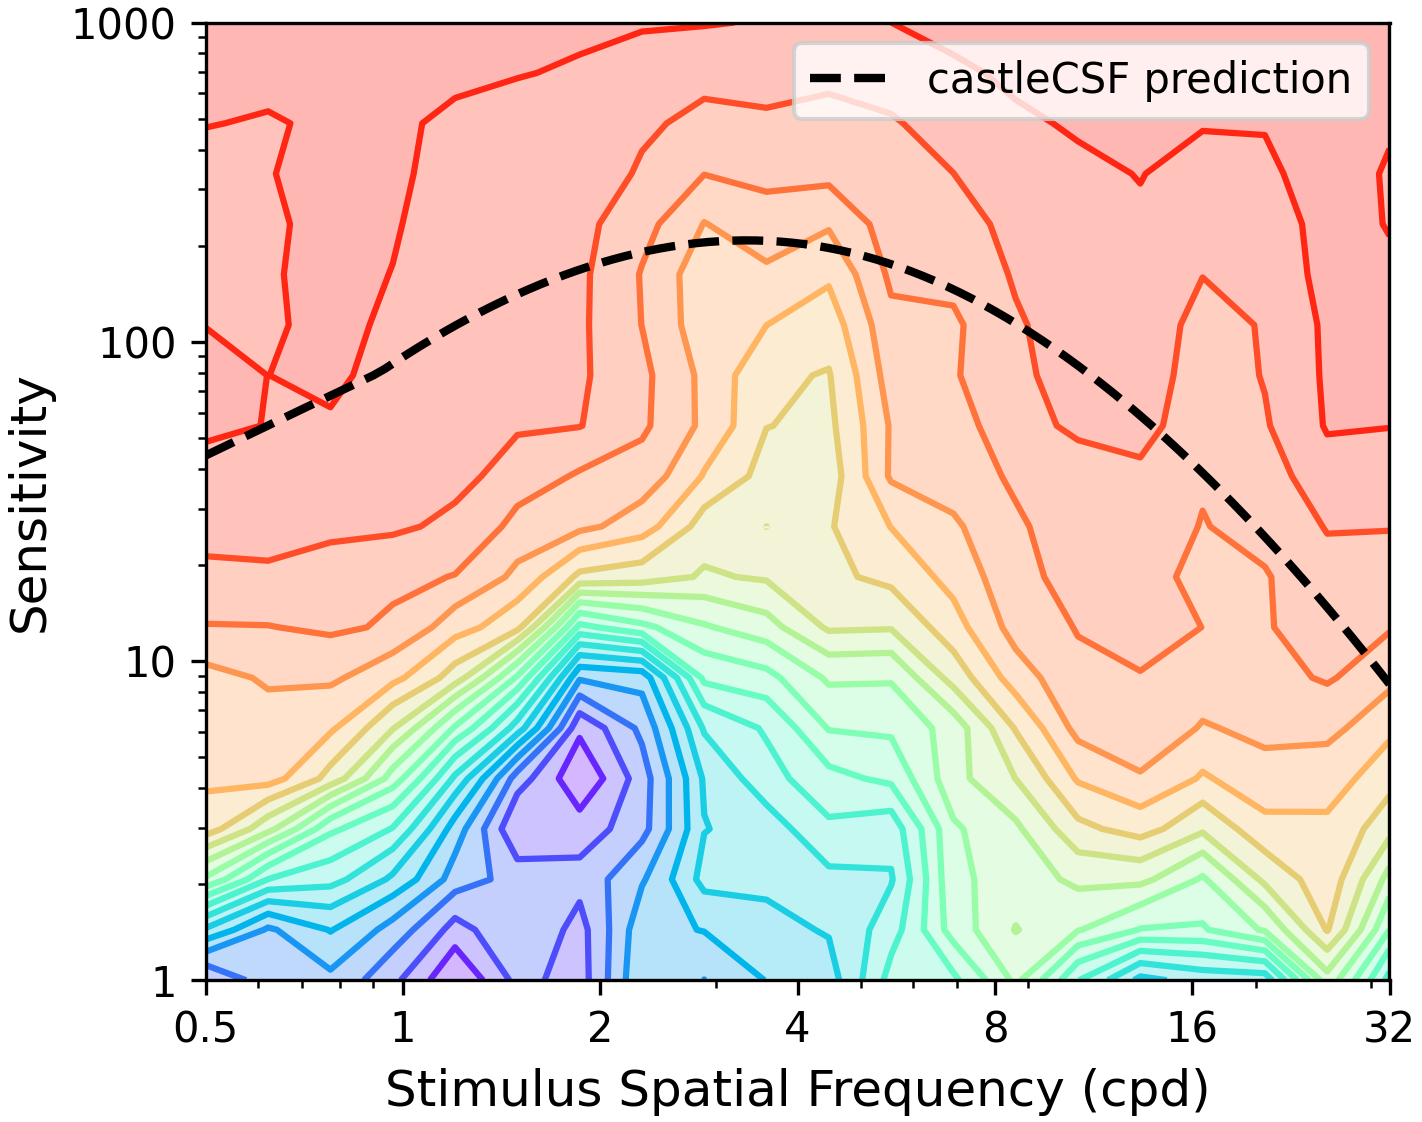 1000
100
10
1
Sensitivity
castleCSF prediction
0.5 1 2 4 8 16 32
Stimulus Spatial Frequency (cpd)